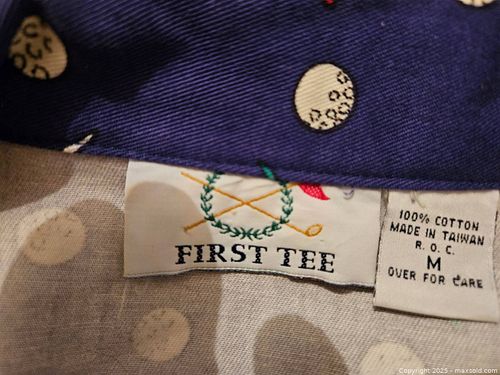 FIRST TEE
100% COTTON
MADE IN TAIWAN
R. O. C.
M
OVER FOR CARE
Copyright 2025 - maxsold.com